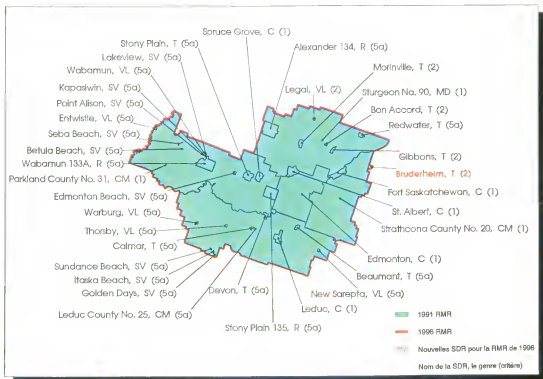 Spruce Grove, C (1)
Stony Plain, T (5a)
Alexander 134, R (5a)
Lakeview, SV (5a)
Wabamun, VL (5a)
Morinville, T (2)
Kapasiwin, SV (5a)
Legal, VL (2)
Sturgeon No. 90, MD (1)
Point Alison, SV (5a)
Bon Accord, T (2)
Entwistle, VL (5a)
Redwater, T (5a)
Seba Beach, SV (5a)
Betula Beach, SV (5a)
Gibbons, T (2)
Wabamun 133A, R (5a)
Bruderheim, T (2)
Parkland County No. 31, CM (1)
Fort Saskatchewan, C (1)
Edmonton Beach, SV (5a)
St. Albert, C (1)
Warburg, VL (5a)
Strathcona County No. 20, CM (1)
Thorsby, VL (5a)
Calmar, T (5a)
Edmonton, C (1)
Sundance Beach, SV (5a)
Beaumont, T (5a)
Itaska Beach, SV (5a)
Devon, T (5a)
Golden Days, SV (5a)
New Sarepta, VL (5a)
Leduc County No. 25, CM (5a)
Leduc, C (1)
Stony Plain 135, R (5a)
1991 RMR
1996 RMR
Nouvelles SDR pour la RMR de 1996
Nom de la SDR, le genre (critère)